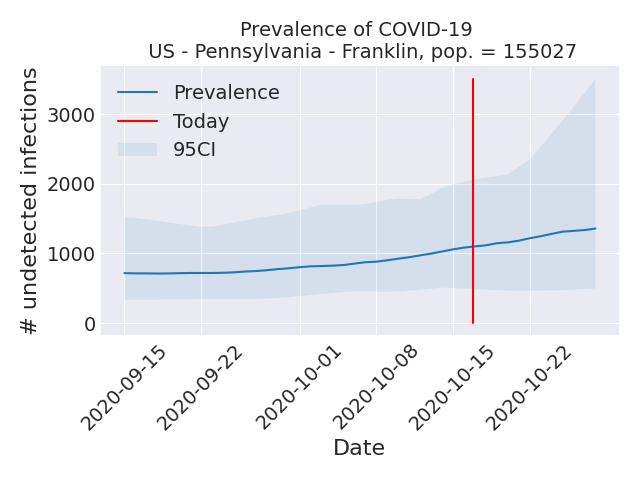 Prevalence of COVID-19
US - Pennsylvania - Franklin, pop. = 155027
# undetected infections
3000
2000
1000
0
Prevalence
Today
95CI
2020-09-15
2020-09-22
2020-10-01
2020-10-08
2020-10-15
2020-10-22
Date